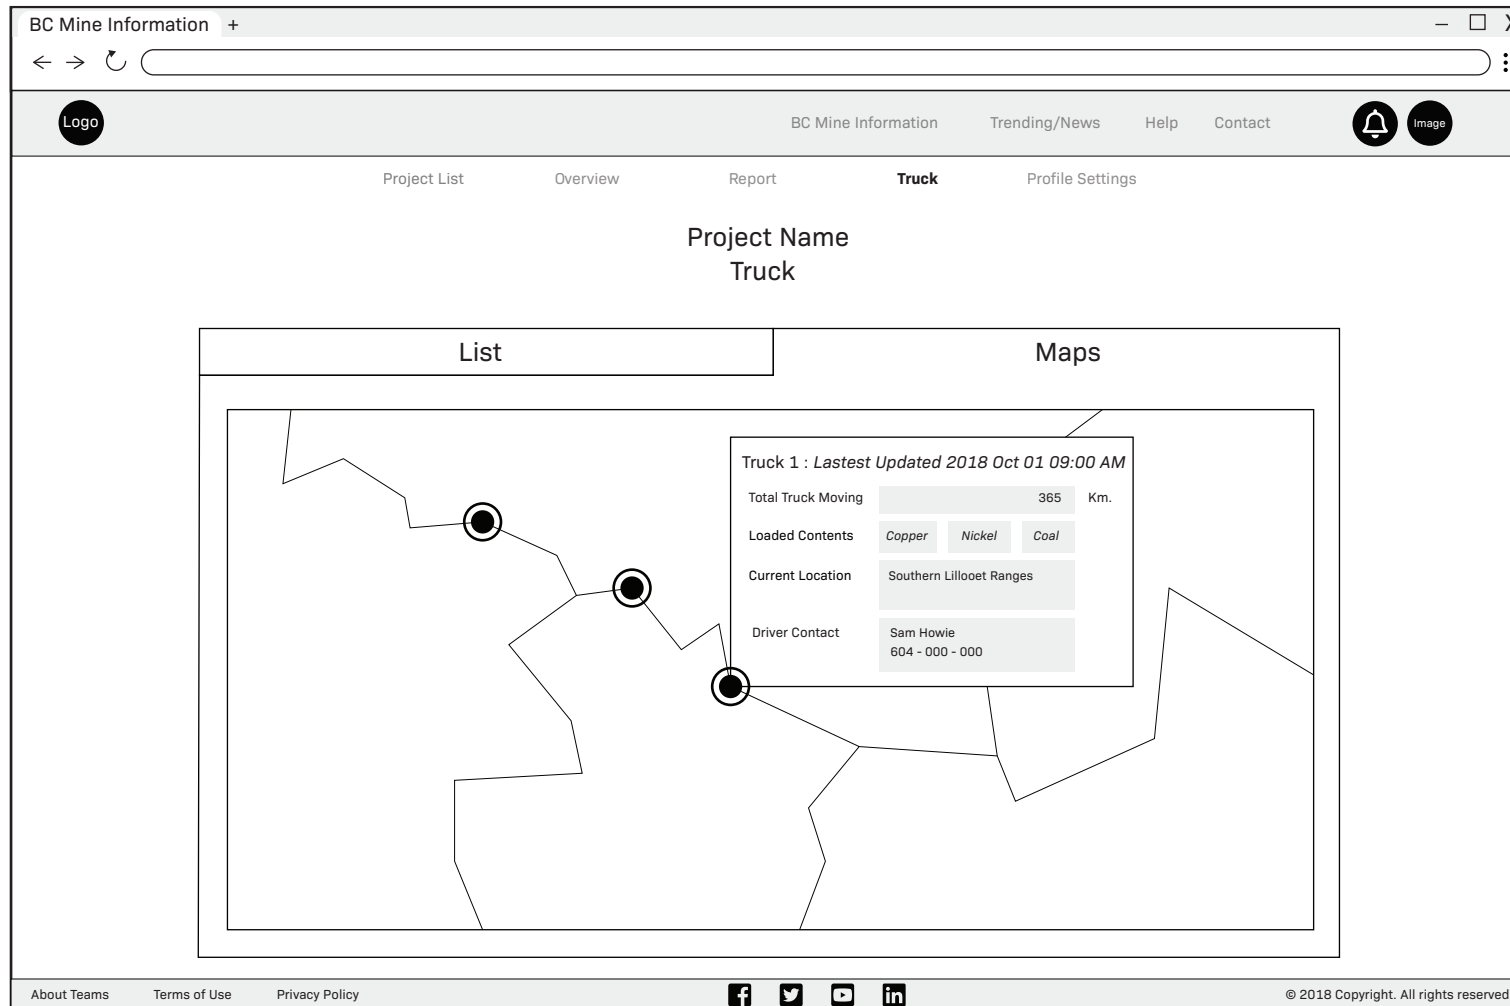 BC Mine Information +
Logo
BC Mine Information Trending/News Help Contact
Image
Project List Overview Report Truck Profile Settings
Project Name
Truck
List Maps
Truck 1 : Lastest Updated 2018 Oct 01 09:00 AM
Total Truck Moving 365 Km.
Loaded Contents Copper Nickel Coal
Current Location Southern Lillooet Ranges
Driver Contact Sam Howie
604 - 000 - 000
About Teams Terms of Use Privacy Policy © 2018 Copyright. All rights reserved